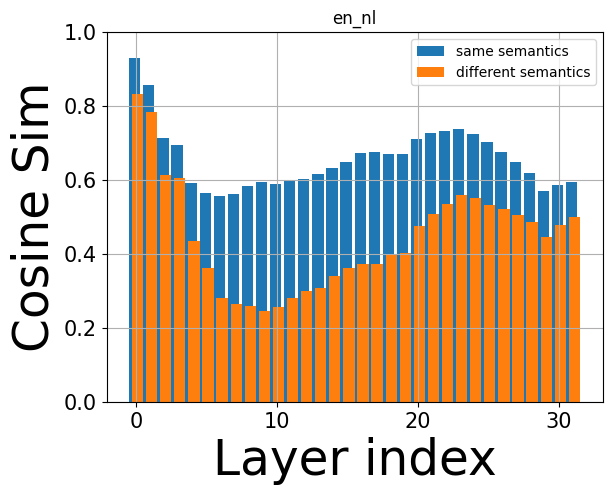 en_nl
same semantics
different semantics
Cosine Sim
1.0
0.8
0.6
0.4
0.2
0.0
0 10 20 30
Layer index